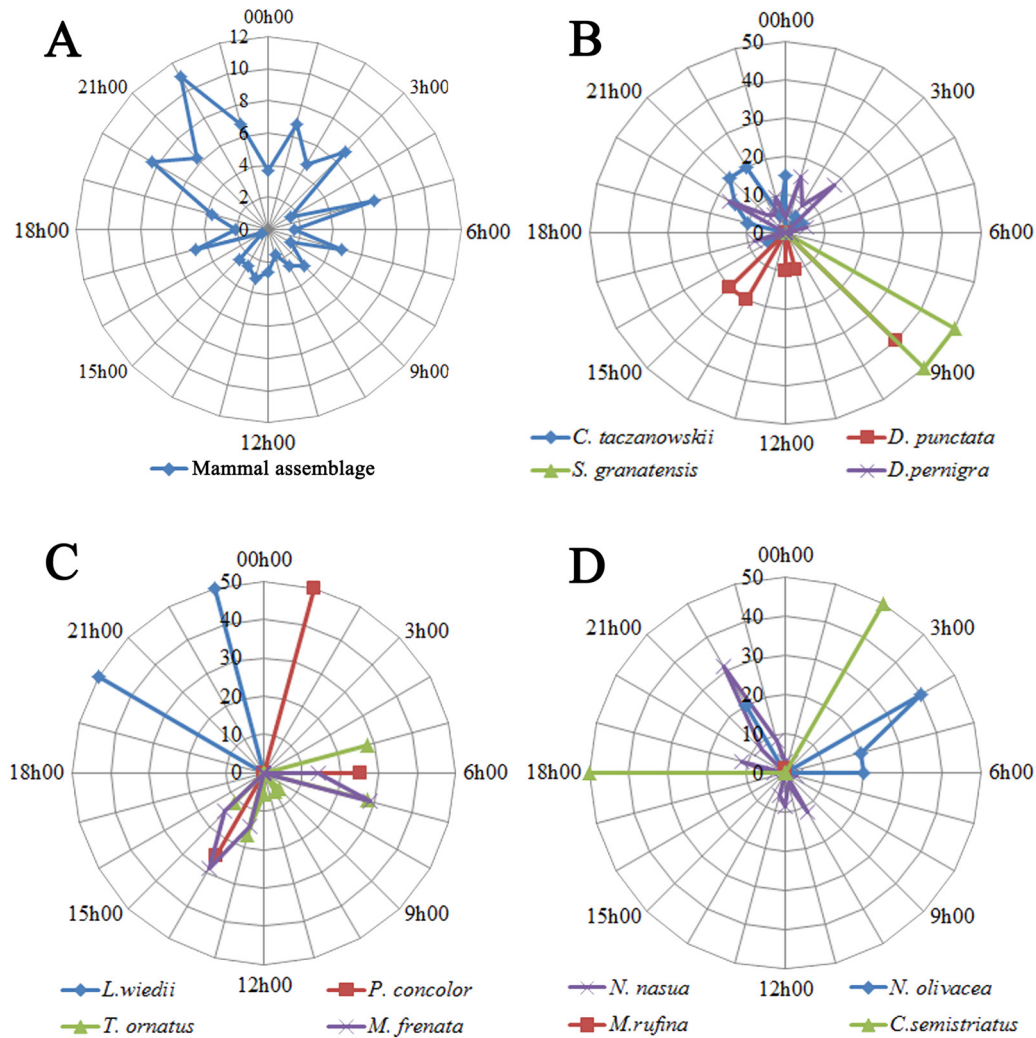 A
00h00
12
10
8
6
4
2
0
3h00
6h00
9h00
12h00
15h00
18h00
21h00
Mammal assemblage
B
00h00
50
40
30
20
10
0
3h00
6h00
9h00
12h00
15h00
18h00
21h00
C. taczanowskii D. punctata
S. granatensis D.pernigra
C
00h00
50
40
30
20
10
0
3h00
6h00
9h00
12h00
15h00
18h00
21h00
L.wiedii P. concolor
T. ornatus M. frenata
D
00h00
50
40
30
20
10
0
3h00
6h00
9h00
12h00
15h00
18h00
21h00
N. nasua N. olivacea
M.rufina C.semistriatus